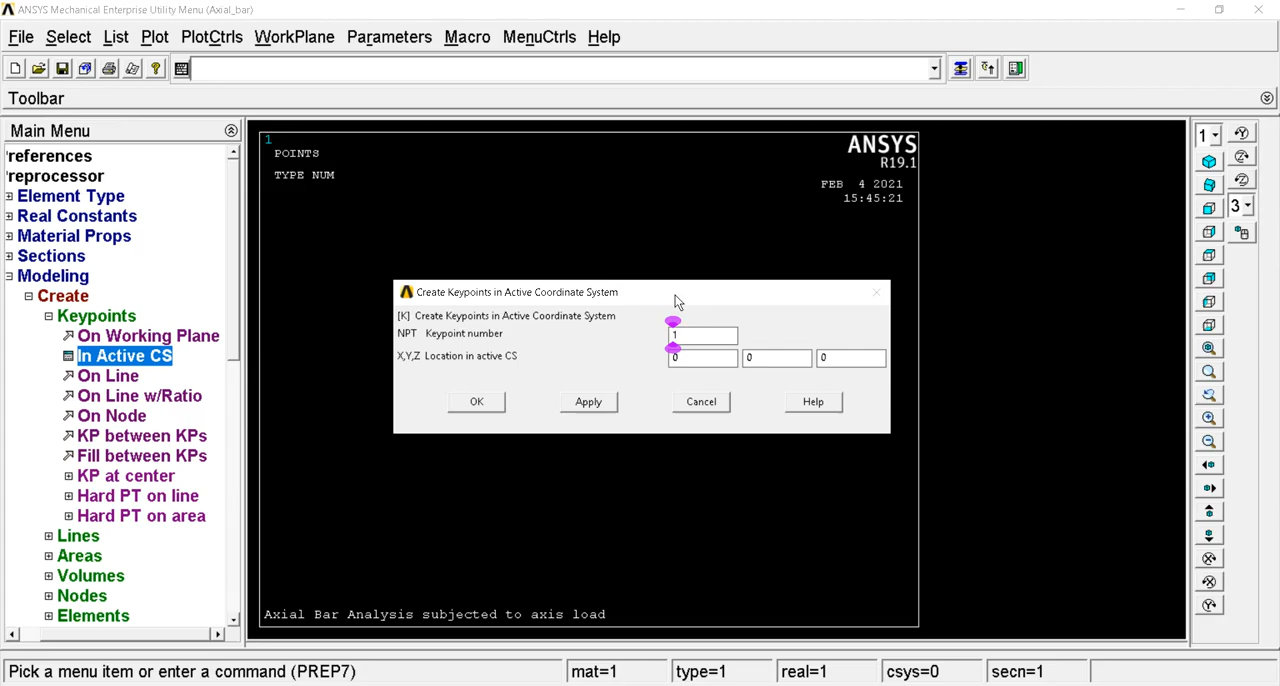 ANSYS Mechanical Enterprise Utility Menu (Axial_bar)
File Select List Plot PlotCtrls WorkPlane Parameters Macro MenuCtrls Help
Toolbar
Main Menu
'references
'reprocessor
Element Type
Real Constants
Material Props
Sections
Modeling
Create
Keypoints
On Working Plane
In Active CS
On Line
On Line w/Ratio
On Node
KP between KPs
Fill between KPs
KP at center
Hard PT on line
Hard PT on area
Lines
Areas
Volumes
Nodes
Elements
1
POINTS
TYPE NUM
ANSYS
R19.1
FEB 4 2021
15:45:21
Create Keypoints in Active Coordinate System
[K] Create Keypoints in Active Coordinate System
NPT Keypoint number 1
X,Y,Z Location in active CS 0 0 0
OK Apply Cancel Help
Axial Bar Analysis subjected to axis load
1
3
Pick a menu item or enter a command (PREP7) mat=1 type=1 real=1 csys=0 secn=1